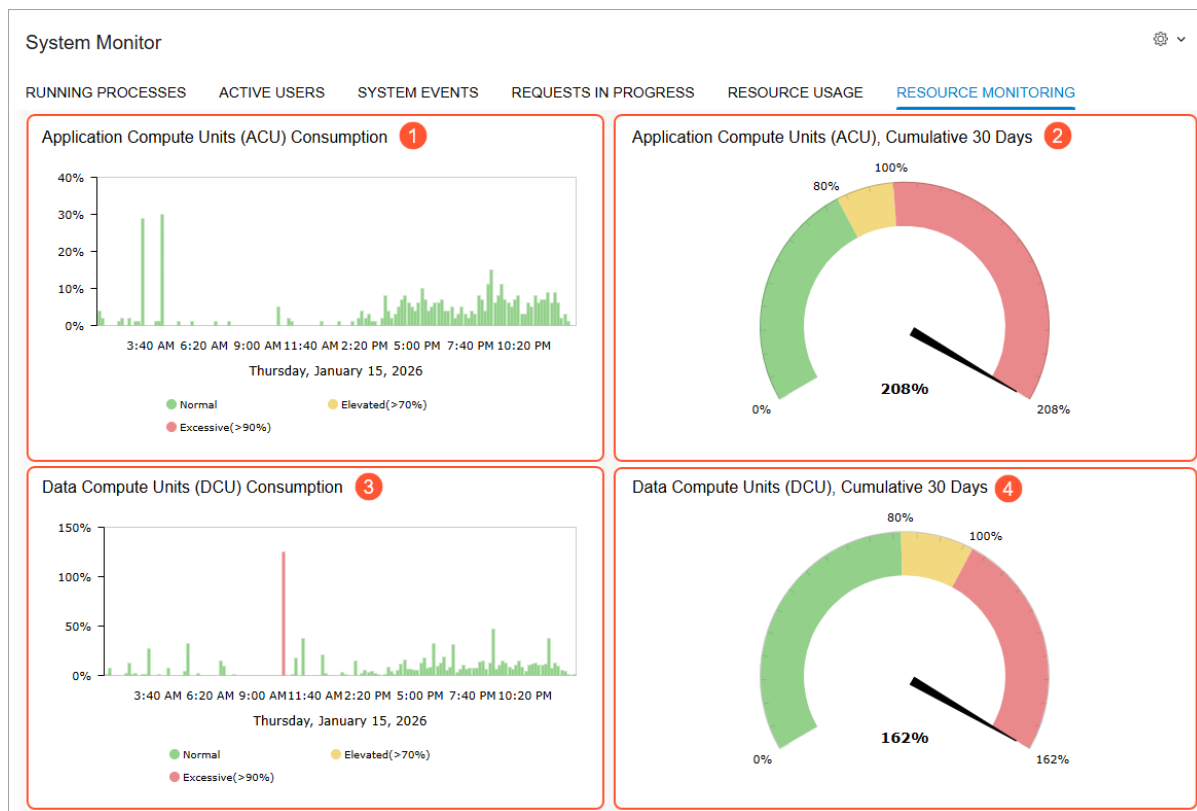 System Monitor
RUNNING PROCESSES ACTIVE USERS SYSTEM EVENTS REQUESTS IN PROGRESS RESOURCE USAGE RESOURCE MONITORING
Application Compute Units (ACU) Consumption 1
40%
30%
20%
10%
0%
3:40 AM 6:20 AM 9:00 AM 11:40 AM 2:20 PM 5:00 PM 7:40 PM 10:20 PM
Thursday, January 15, 2026
Normal Elevated(>70%)
Excessive(>90%)
Application Compute Units (ACU), Cumulative 30 Days 2
100%
80%
208%
0% 208%
Data Compute Units (DCU) Consumption 3
150%
100%
50%
0%
3:40 AM 6:20 AM 9:00 AM 11:40 AM 2:20 PM 5:00 PM 7:40 PM 10:20 PM
Thursday, January 15, 2026
Normal Elevated(>70%)
Excessive(>90%)
Data Compute Units (DCU), Cumulative 30 Days 4
80%
100%
162%
0% 162%